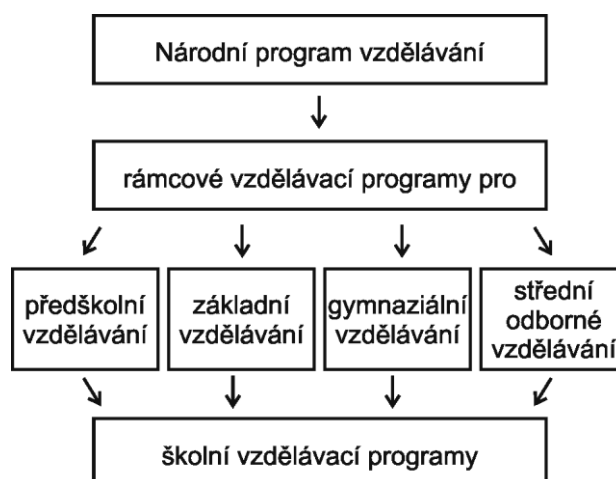 Národní program vzdělávání
rámcové vzdělávací programy pro
předškolní
vzdělávání
základní
vzdělávání
gymnaziální
vzdělávání
střední
odborné
vzdělávání
školní vzdělávací programy